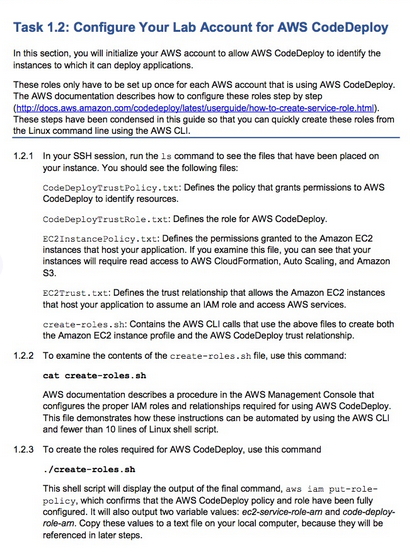 Task 1.2: Configure Your Lab Account for AWS CodeDeploy
In this section, you will initialize your AWS account to allow AWS CodeDeploy to identify the
instances to which it can deploy applications.
These roles only have to be set up once for each AWS account that is using AWS CodeDeploy.
The AWS documentation describes how to configure these roles step by step
(http://docs.aws.amazon.com/codedeploy/latest/userguide/how-to-create-service-role.html).
These steps have been condensed in this guide so that you can quickly create these roles from
the Linux command line using the AWS CLI.
1.2.1 In your SSH session, run the ls command to see the files that have been placed on
your instance. You should see the following files:
CodeDeployTrustPolicy.txt: Defines the policy that grants permissions to AWS
CodeDeploy to identify resources.
CodeDeployTrustRole.txt: Defines the role for AWS CodeDeploy.
EC2InstancePolicy.txt: Defines the permissions granted to the Amazon EC2
instances that host your application. If you examine this file, you can see that your
instances will require read access to AWS CloudFormation, Auto Scaling, and Amazon
S3.
EC2Trust.txt: Defines the trust relationship that allows the Amazon EC2 instances
that host your application to assume an IAM role and access AWS services.
create-roles.sh: Contains the AWS CLI calls that use the above files to create both
the Amazon EC2 instance profile and the AWS CodeDeploy trust relationship.
1.2.2 To examine the contents of the create-roles.sh file, use this command:
cat create-roles.sh
AWS documentation describes a procedure in the AWS Management Console that
configures the proper IAM roles and relationships required for using AWS CodeDeploy.
This file demonstrates how these instructions can be automated by using the AWS CLI
and fewer than 10 lines of Linux shell script.
1.2.3 To create the roles required for AWS CodeDeploy, use this command
./create-roles.sh
This shell script will display the output of the final command, aws iam put-role-
policy, which confirms that the AWS CodeDeploy policy and role have been fully
configured. It will also output two variable values: ec2-service-role-arn and code-deploy-
role-arn. Copy these values to a text file on your local computer, because they will be
referenced in later steps.